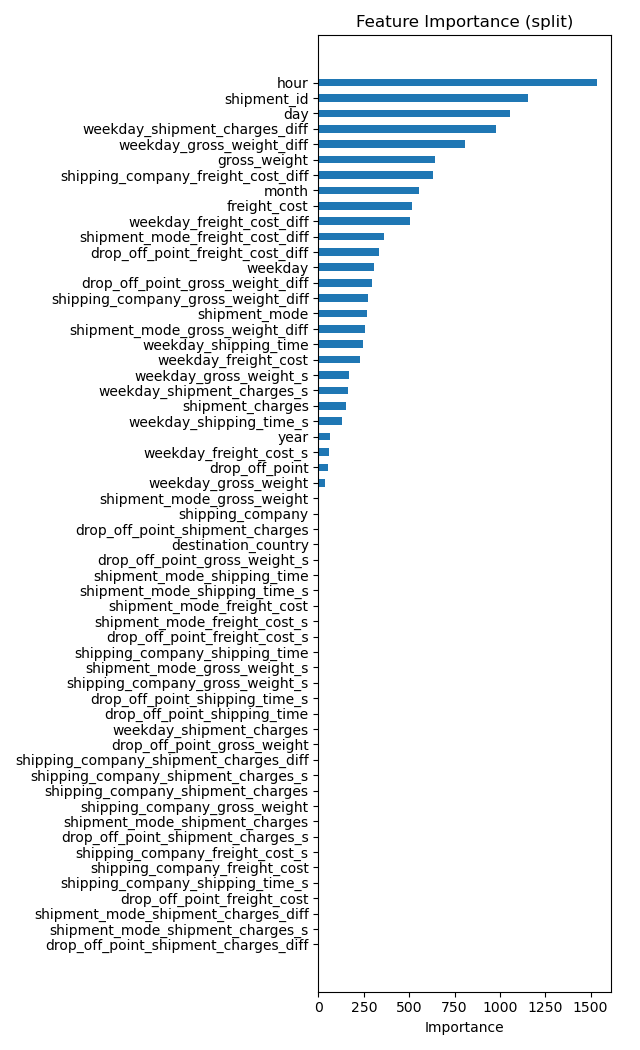 Feature Importance (split)
hour
shipment_id
day
weekday_shipment_charges_diff
weekday_gross_weight_diff
gross_weight
shipping_company_freight_cost_diff
month
freight_cost
weekday_freight_cost_diff
shipment_mode_freight_cost_diff
drop_off_point_freight_cost_diff
weekday
drop_off_point_gross_weight_diff
shipping_company_gross_weight_diff
shipment_mode
shipment_mode_gross_weight_diff
weekday_shipping_time
weekday_freight_cost
weekday_gross_weight_s
weekday_shipment_charges_s
shipment_charges
weekday_shipping_time_s
year
weekday_freight_cost_s
drop_off_point
weekday_gross_weight
shipment_mode_gross_weight
shipping_company
drop_off_point_shipment_charges
destination_country
drop_off_point_gross_weight_s
shipment_mode_shipping_time
shipment_mode_shipping_time_s
shipment_mode_freight_cost
shipment_mode_freight_cost_s
drop_off_point_freight_cost_s
shipping_company_shipping_time
shipment_mode_gross_weight_s
shipping_company_gross_weight_s
drop_off_point_shipping_time_s
drop_off_point_shipping_time
weekday_shipment_charges
drop_off_point_gross_weight
shipping_company_shipment_charges_diff
shipping_company_shipment_charges_s
shipping_company_shipment_charges
shipping_company_gross_weight
shipment_mode_shipment_charges
drop_off_point_shipment_charges_s
shipping_company_freight_cost_s
shipping_company_freight_cost
shipping_company_shipping_time_s
drop_off_point_freight_cost
shipment_mode_shipment_charges_diff
shipment_mode_shipment_charges_s
drop_off_point_shipment_charges_diff
0 250 500 750 1000 1250 1500
Importance